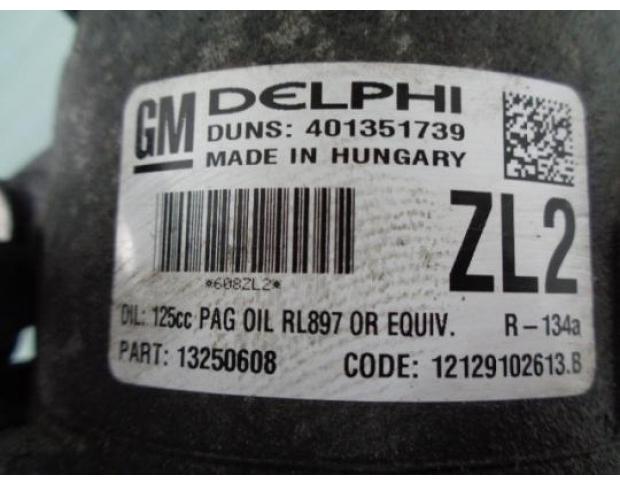 GM DELPHI
DUNS: 401351739
MADE IN HUNGARY
ZL2
*608ZL2*
OIL: 125cc PAG OIL RL897 OR EQUIV. R-134a
PART: 13250608 CODE: 12129102613.B